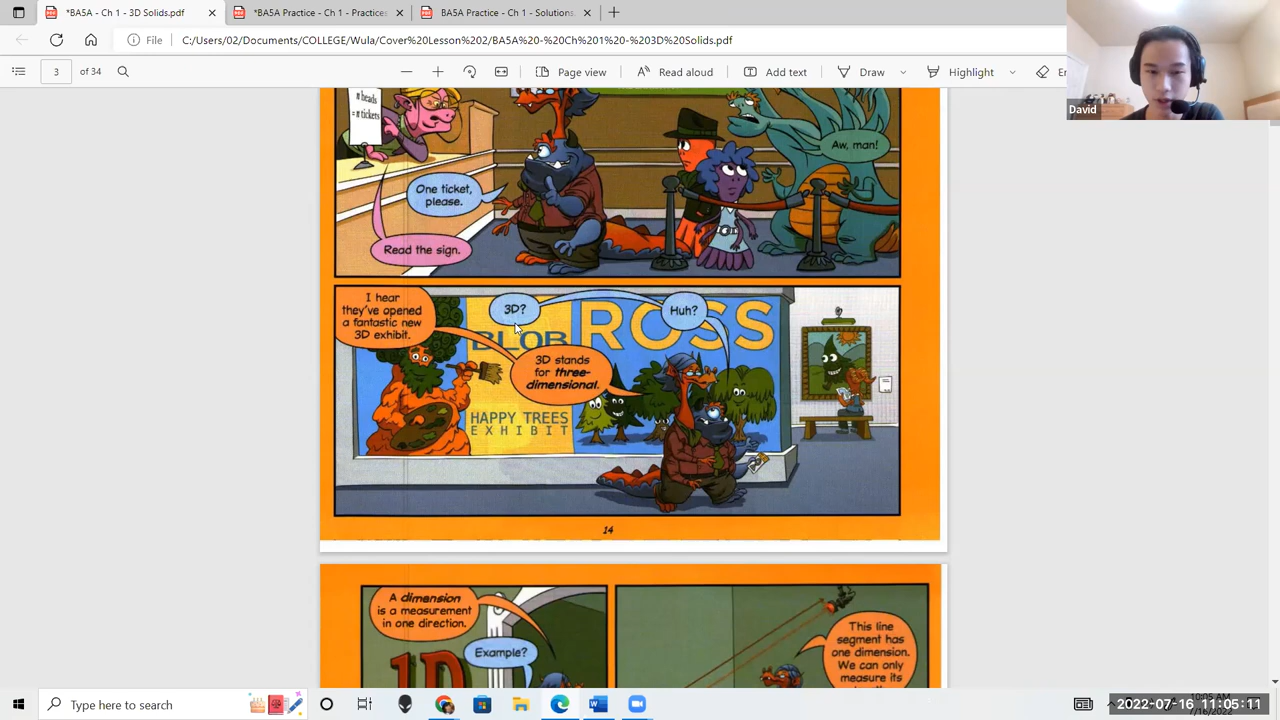 *BA5A - Ch 1 - 3D Solids.pdf
*BA5A Practice - Ch 1 - Practices
BA5A Practice - Ch 1 - Solutions.
File
C:/Users/02/Documents/COLLEGE/Wula/Cover%20Lesson%202/BA5A%20-%20Ch%201%20-%203D%20Solids.pdf
3
of 34
Page view
Read aloud
Add text
Draw
Highlight
David
# heads
= # tickets
Aw, man!
One ticket,
please.
Read the sign.
I hear
they've opened
a fantastic new
3D exhibit.
3D?
Huh?
BLOB
ROSS
3D stands
for three-
dimensional.
HAPPY TREES
EXHIBIT
14
A dimension
is a measurement
in one direction.
Example?
1D
This line
segment has
one dimension.
We can only
measure its
Type here to search
2022-07-16 11:05:11